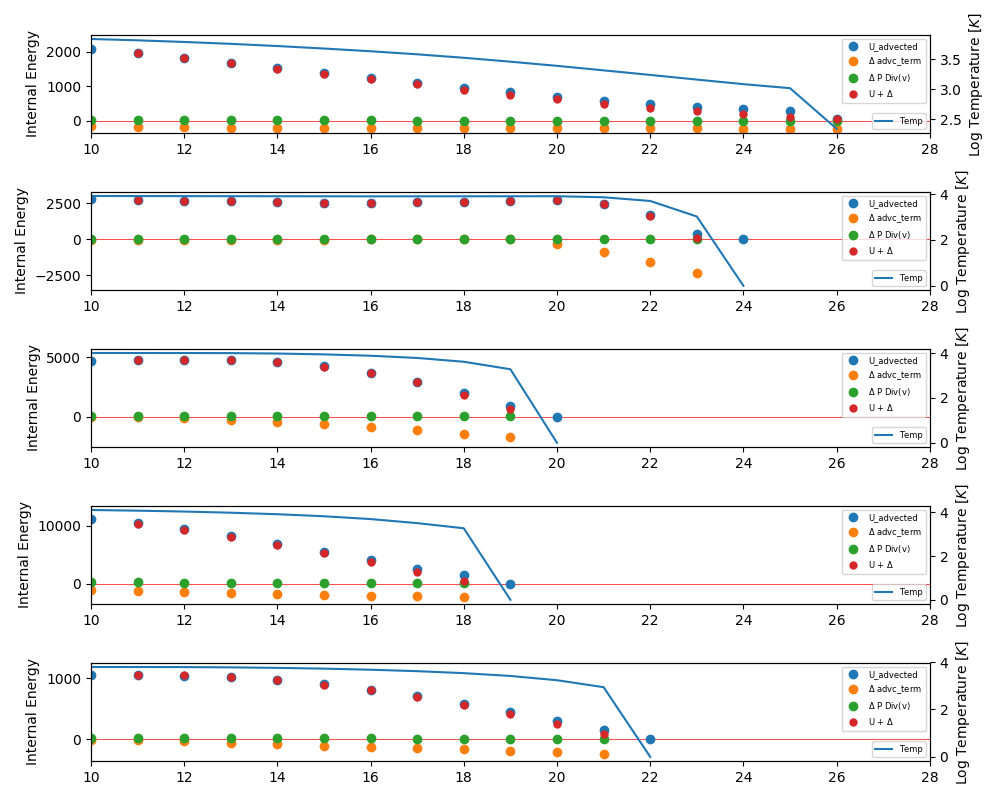 Internal Energy
2000
1000
0
3.5
3.0
2.5
Log Temperature [K]
U_advected
Δ advc_term
Δ P Div(v)
U + Δ
Temp
10 12 14 16 18 20 22 24 26 28
Internal Energy
2500
0
−2500
4
2
0
Log Temperature [K]
U_advected
Δ advc_term
Δ P Div(v)
U + Δ
Temp
10 12 14 16 18 20 22 24 26 28
Internal Energy
5000
0
4
2
0
Log Temperature [K]
U_advected
Δ advc_term
Δ P Div(v)
U + Δ
Temp
10 12 14 16 18 20 22 24 26 28
Internal Energy
10000
0
4
2
0
Log Temperature [K]
U_advected
Δ advc_term
Δ P Div(v)
U + Δ
Temp
10 12 14 16 18 20 22 24 26 28
Internal Energy
1000
0
4
2
0
Log Temperature [K]
U_advected
Δ advc_term
Δ P Div(v)
U + Δ
Temp
10 12 14 16 18 20 22 24 26 28